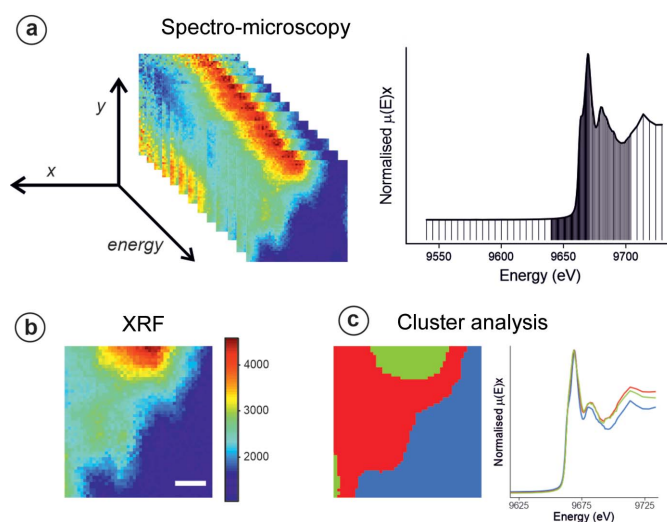 a
Spectro-microscopy
y
x
energy
Normalised μ(E)x
9550
9600
9650
9700
Energy (eV)
b
XRF
4000
3000
2000
c
Cluster analysis
Normalised μ(E)x
9625
9675
9725
Energy (eV)